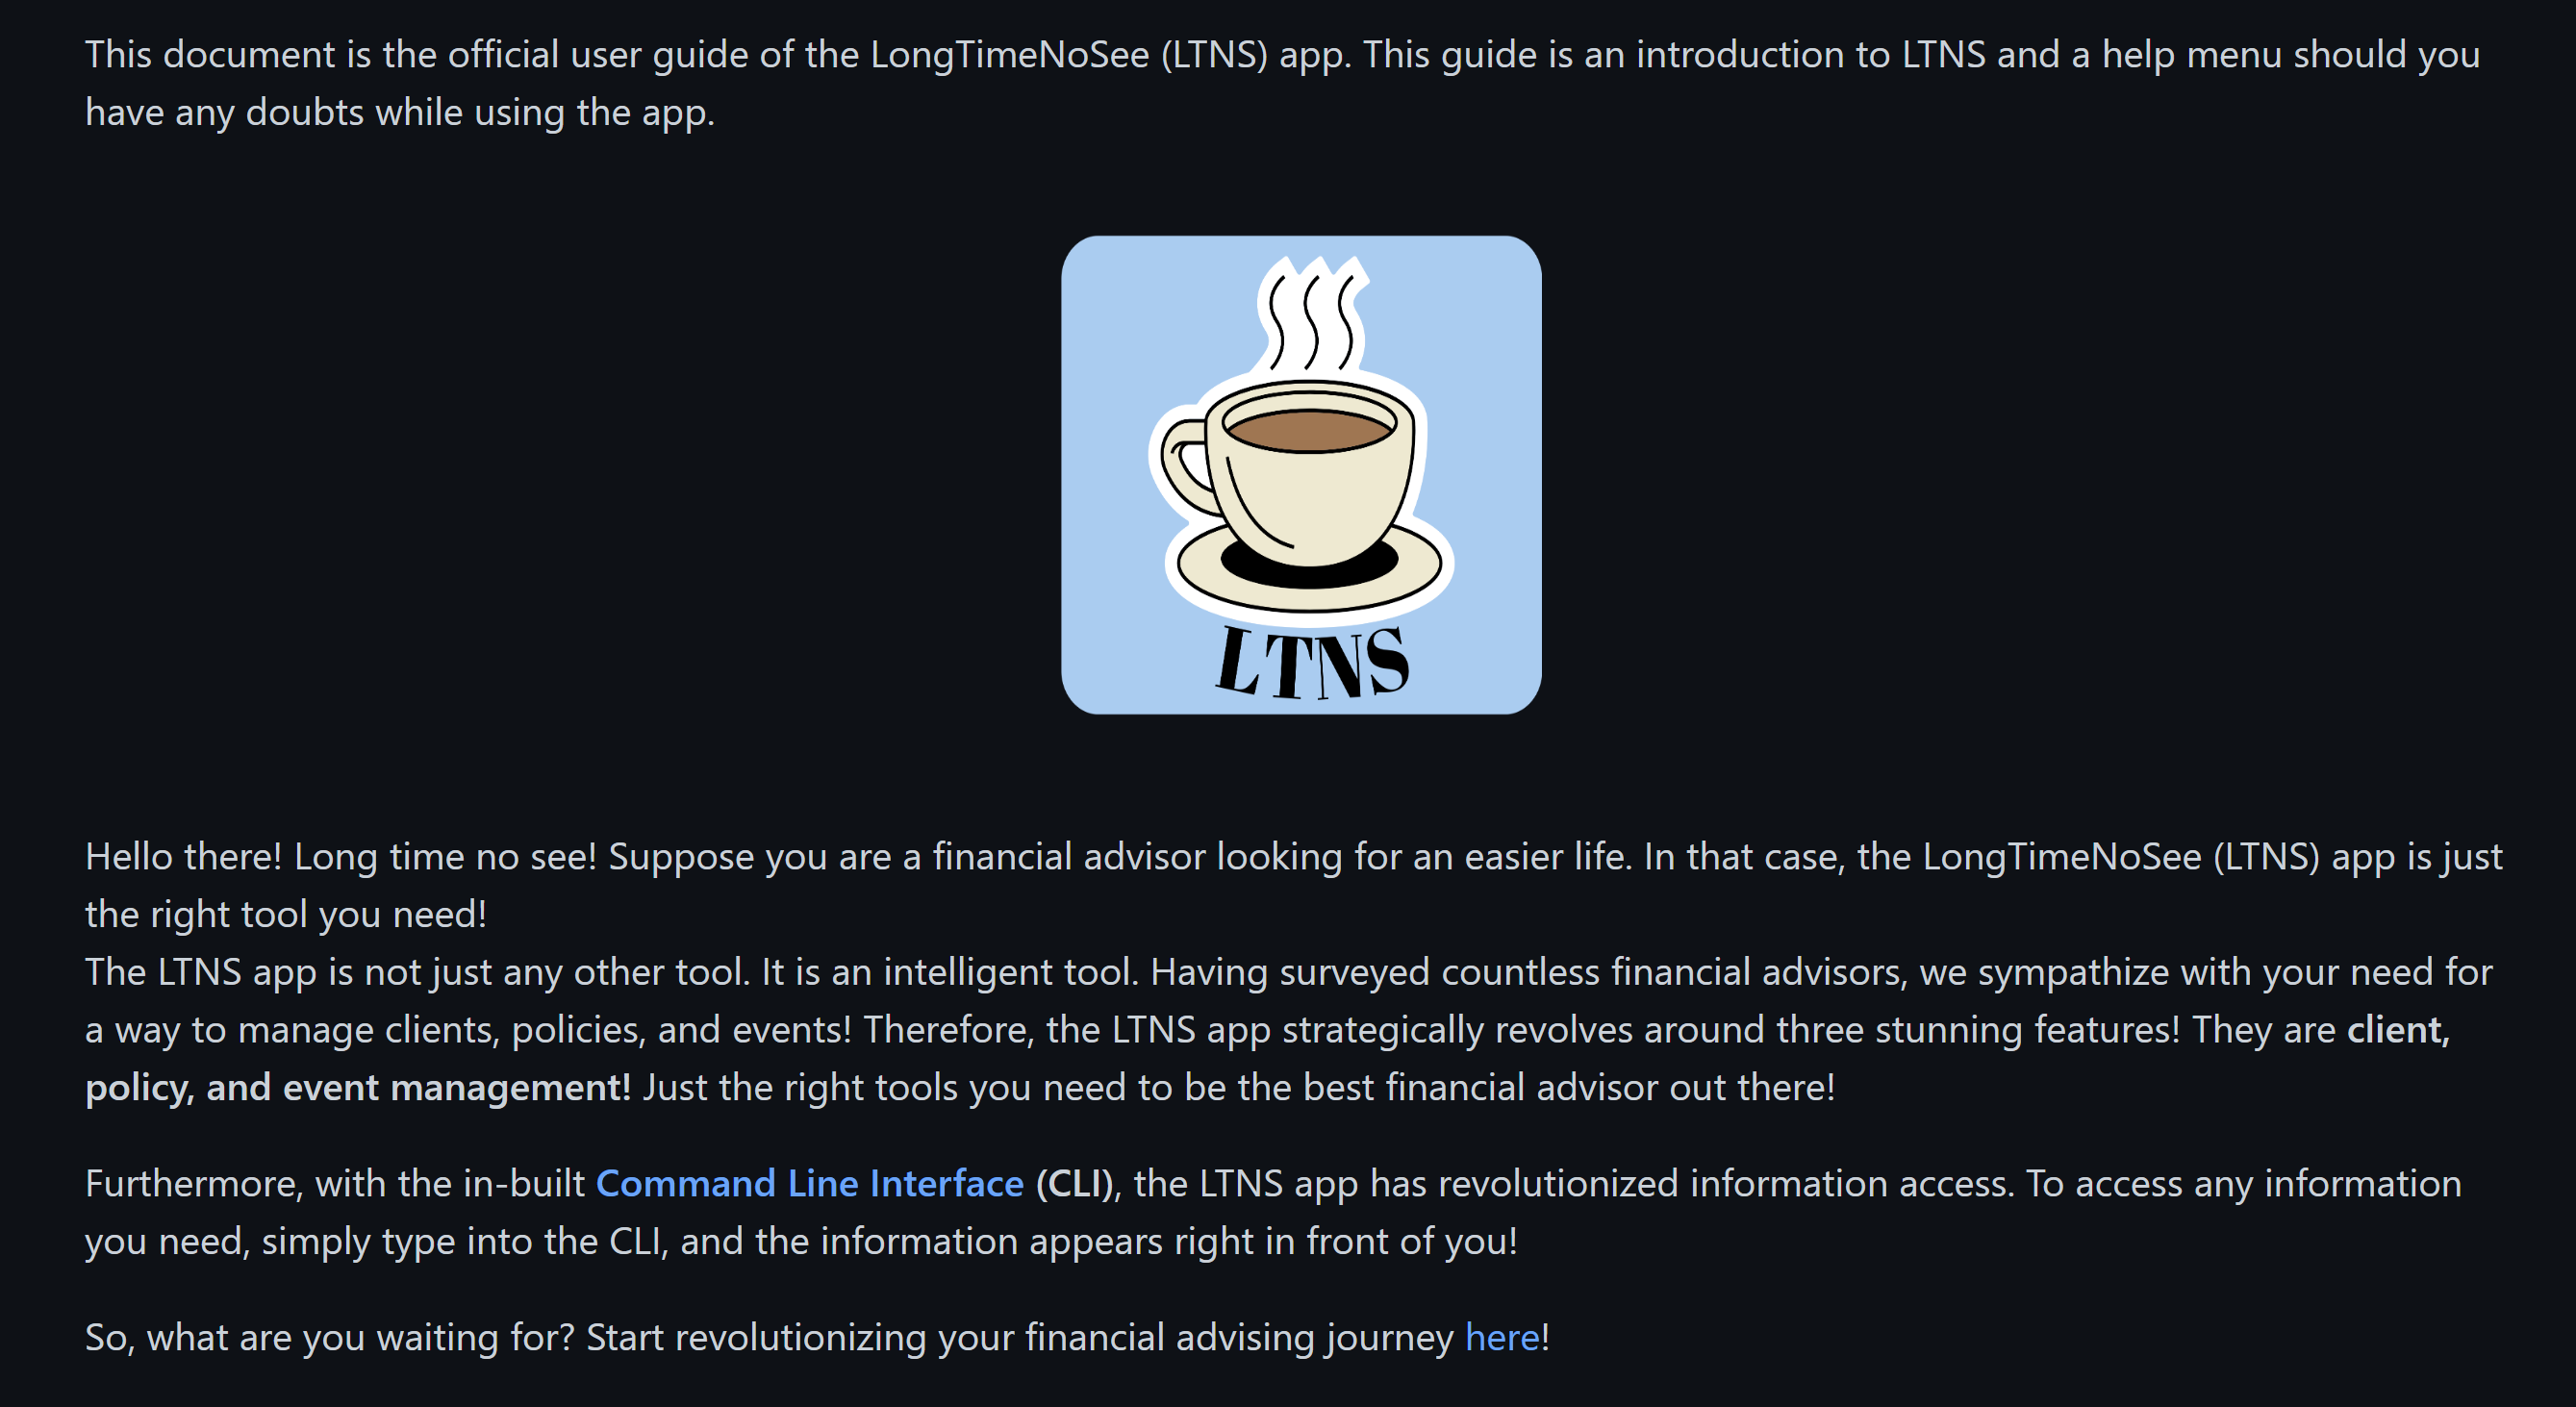 This document is the official user guide of the LongTimeNoSee (LTNS) app. This guide is an introduction to LTNS and a help menu should you
have any doubts while using the app.
LTNS
Hello there! Long time no see! Suppose you are a financial advisor looking for an easier life. In that case, the LongTimeNoSee (LTNS) app is just
the right tool you need!
The LTNS app is not just any other tool. It is an intelligent tool. Having surveyed countless financial advisors, we sympathize with your need for
a way to manage clients, policies, and events! Therefore, the LTNS app strategically revolves around three stunning features! They are client,
policy, and event management! Just the right tools you need to be the best financial advisor out there!
Furthermore, with the in-built Command Line Interface (CLI), the LTNS app has revolutionized information access. To access any information
you need, simply type into the CLI, and the information appears right in front of you!
So, what are you waiting for? Start revolutionizing your financial advising journey here!